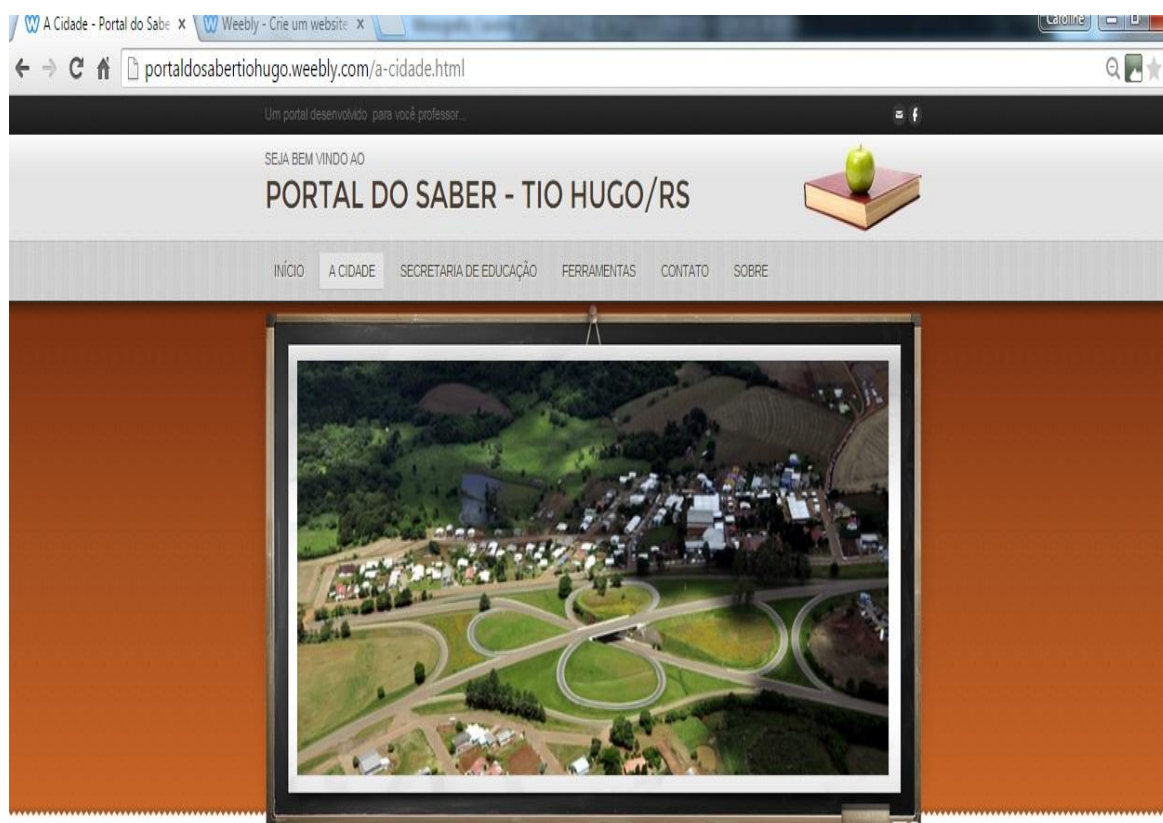 A Cidade - Portal do Sabe
Weebly - Crie um website
Caroline
portaldosabertiohugo.weebly.com/a-cidade.html
Um portal desenvolvido para você professor...
SEJA BEM VINDO AO
PORTAL DO SABER - TIO HUGO/RS
INÍCIO A CIDADE SECRETARIA DE EDUCAÇÃO FERRAMENTAS CONTATO SOBRE